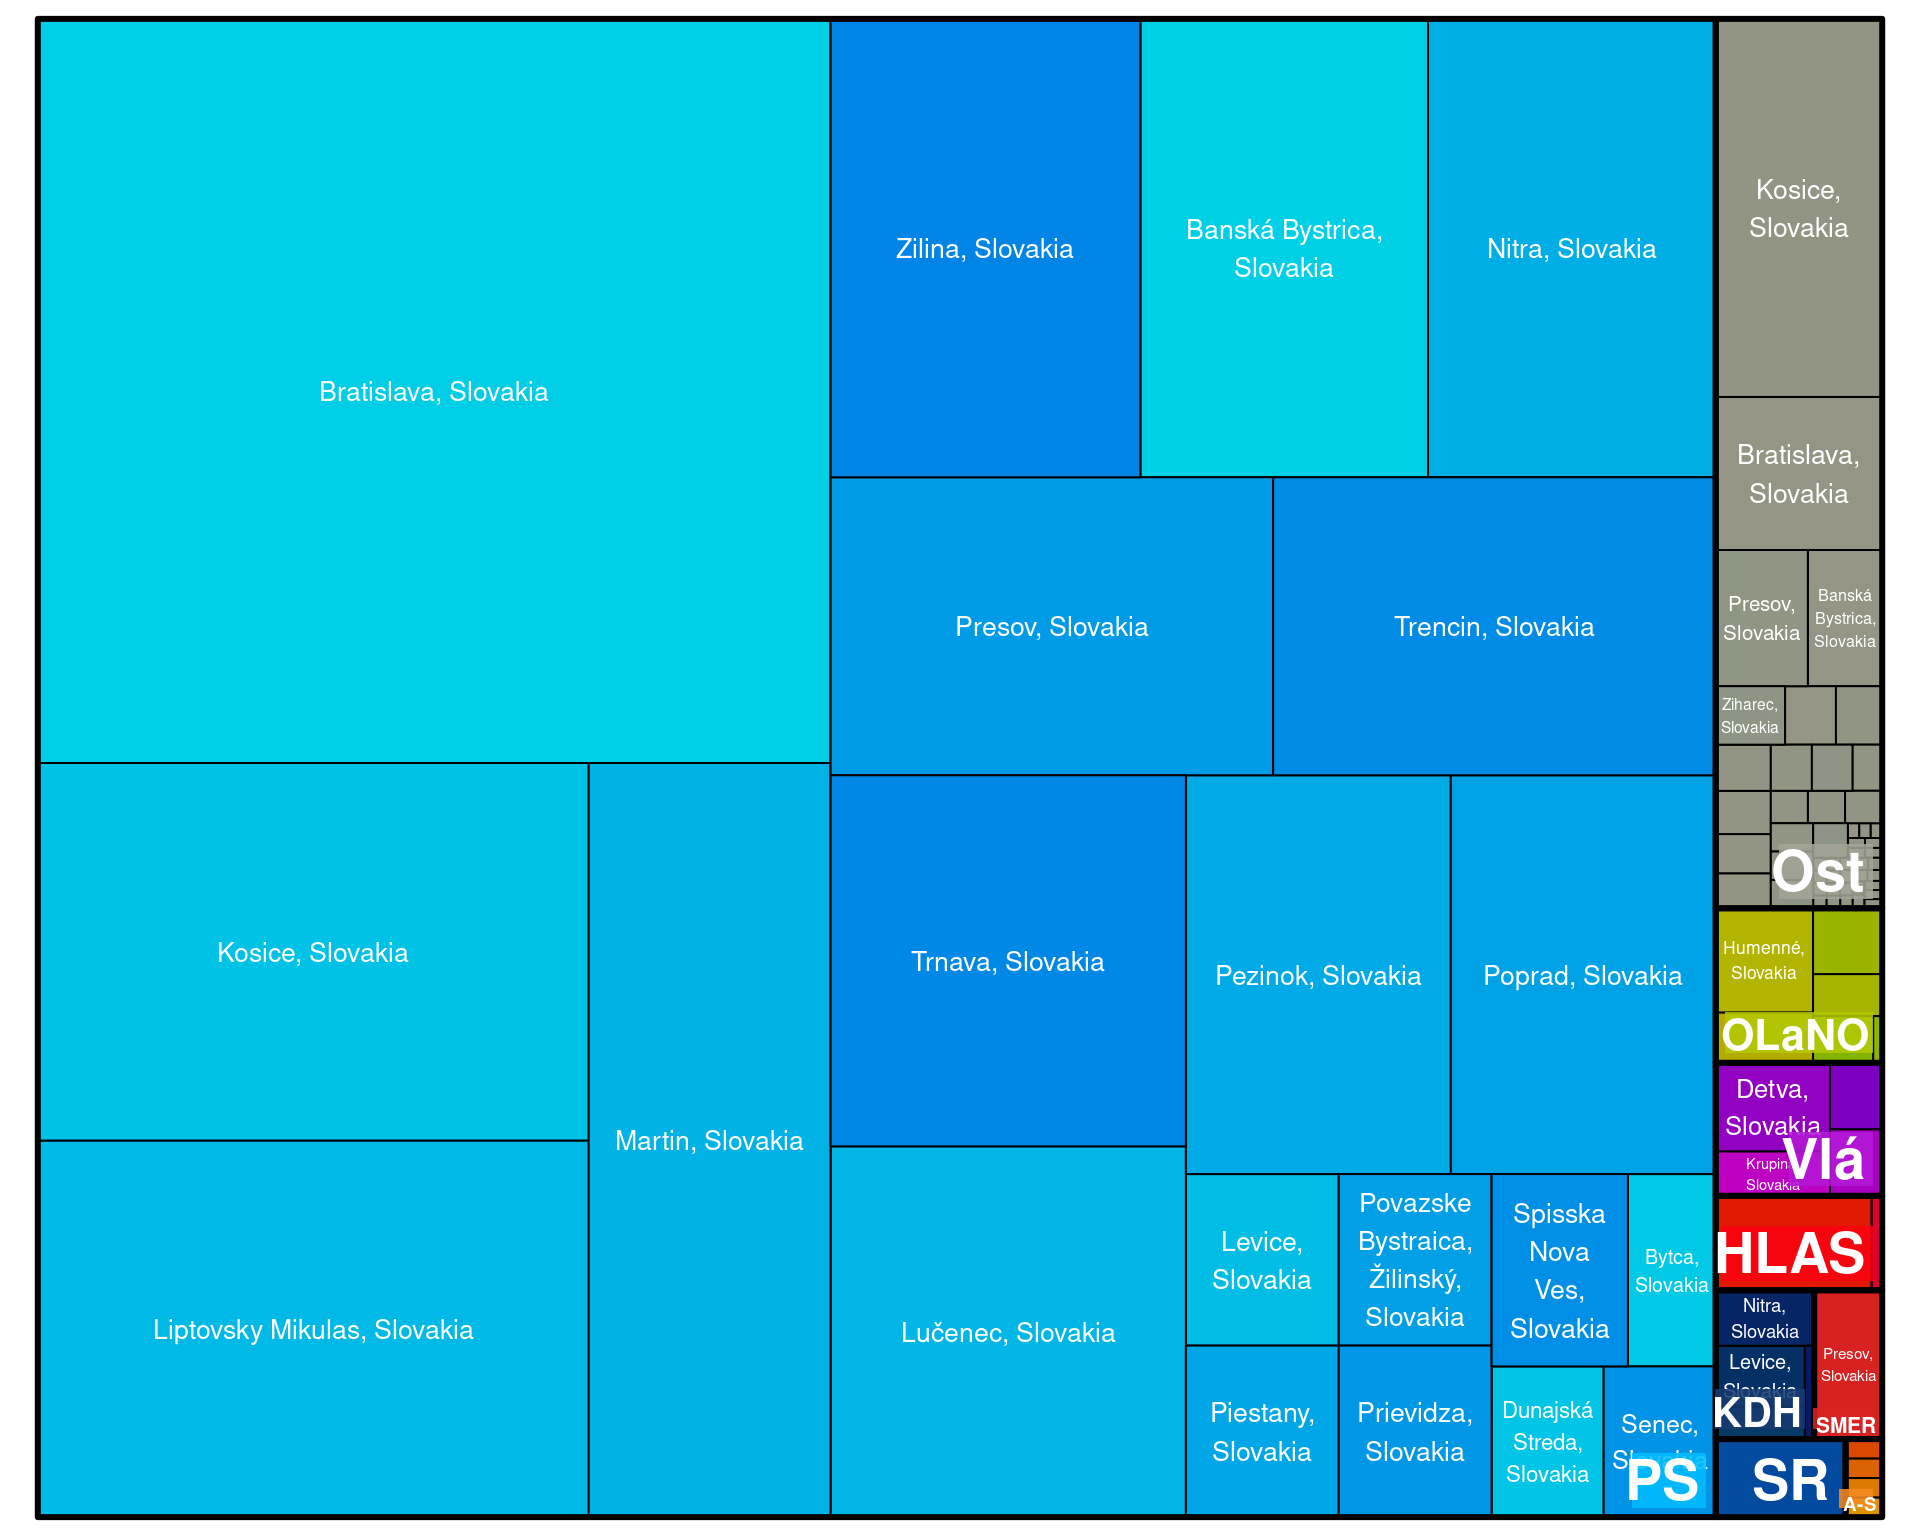 Bratislava, Slovakia
Zilina, Slovakia
Banská Bystrica,
Slovakia
Nitra, Slovakia
Presov, Slovakia
Trencin, Slovakia
Kosice, Slovakia
Martin, Slovakia
Liptovsky Mikulas, Slovakia
Trnava, Slovakia
Pezinok, Slovakia
Poprad, Slovakia
Lučenec, Slovakia
Levice,
Slovakia
Povazske
Bystraica,
Žilinský,
Slovakia
Spisska
Nova
Ves,
Slovakia
Bytca,
Slovakia
Piestany,
Slovakia
Prievidza,
Slovakia
Dunajská
Streda,
Slovakia
Senec,
Slovakia
PS
Kosice,
Slovakia
Bratislava,
Slovakia
Presov,
Slovakia
Banská
Bystrica,
Slovakia
Ziharec,
Slovakia
Ost
Humenné,
Slovakia
OLaNO
Detva,
Slovakia
Slovakia
Vlá
HLAS
Nitra,
Slovakia
Levice,
Slovakia
KDH
Presov,
Slovakia
SMER
SR
A-S